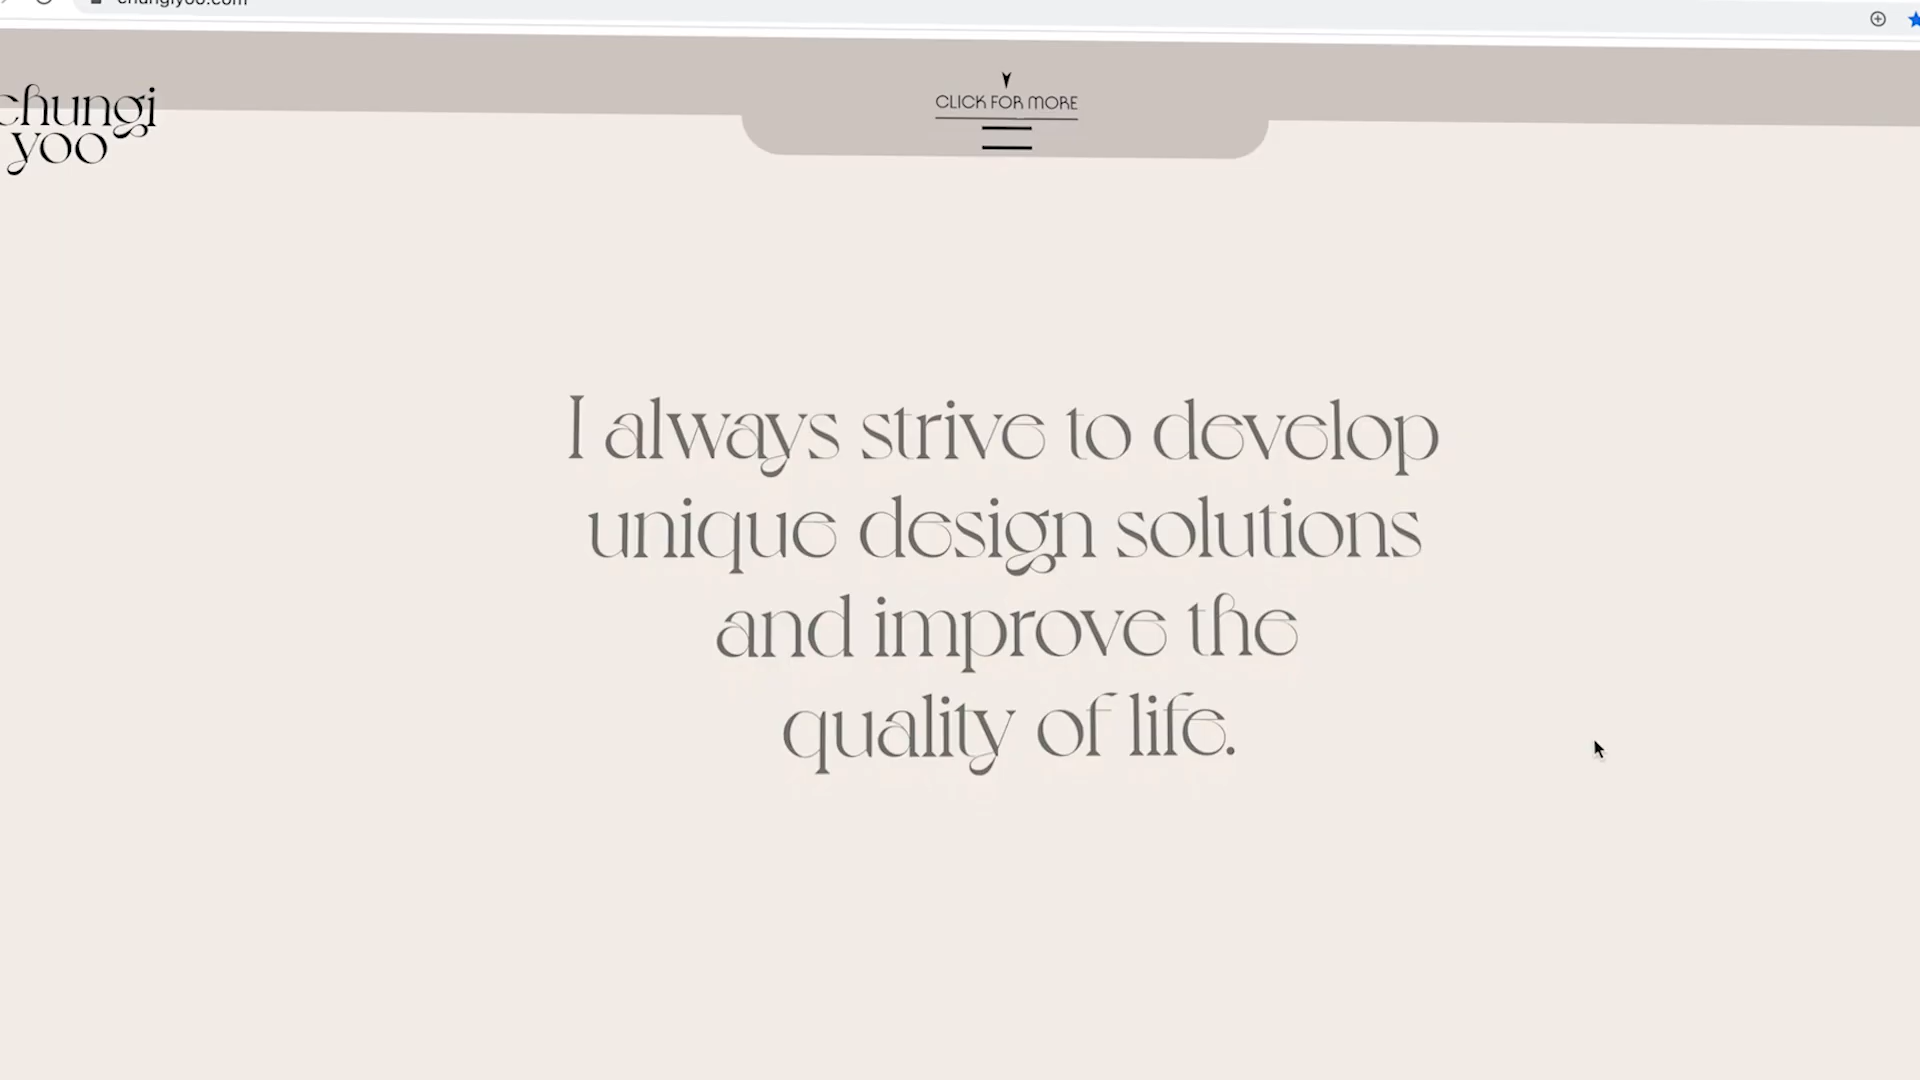 chungiyoo.com
chungi
yoo
CLICK FOR MORE
I always strive to develop
unique design solutions
and improve the
quality of life.